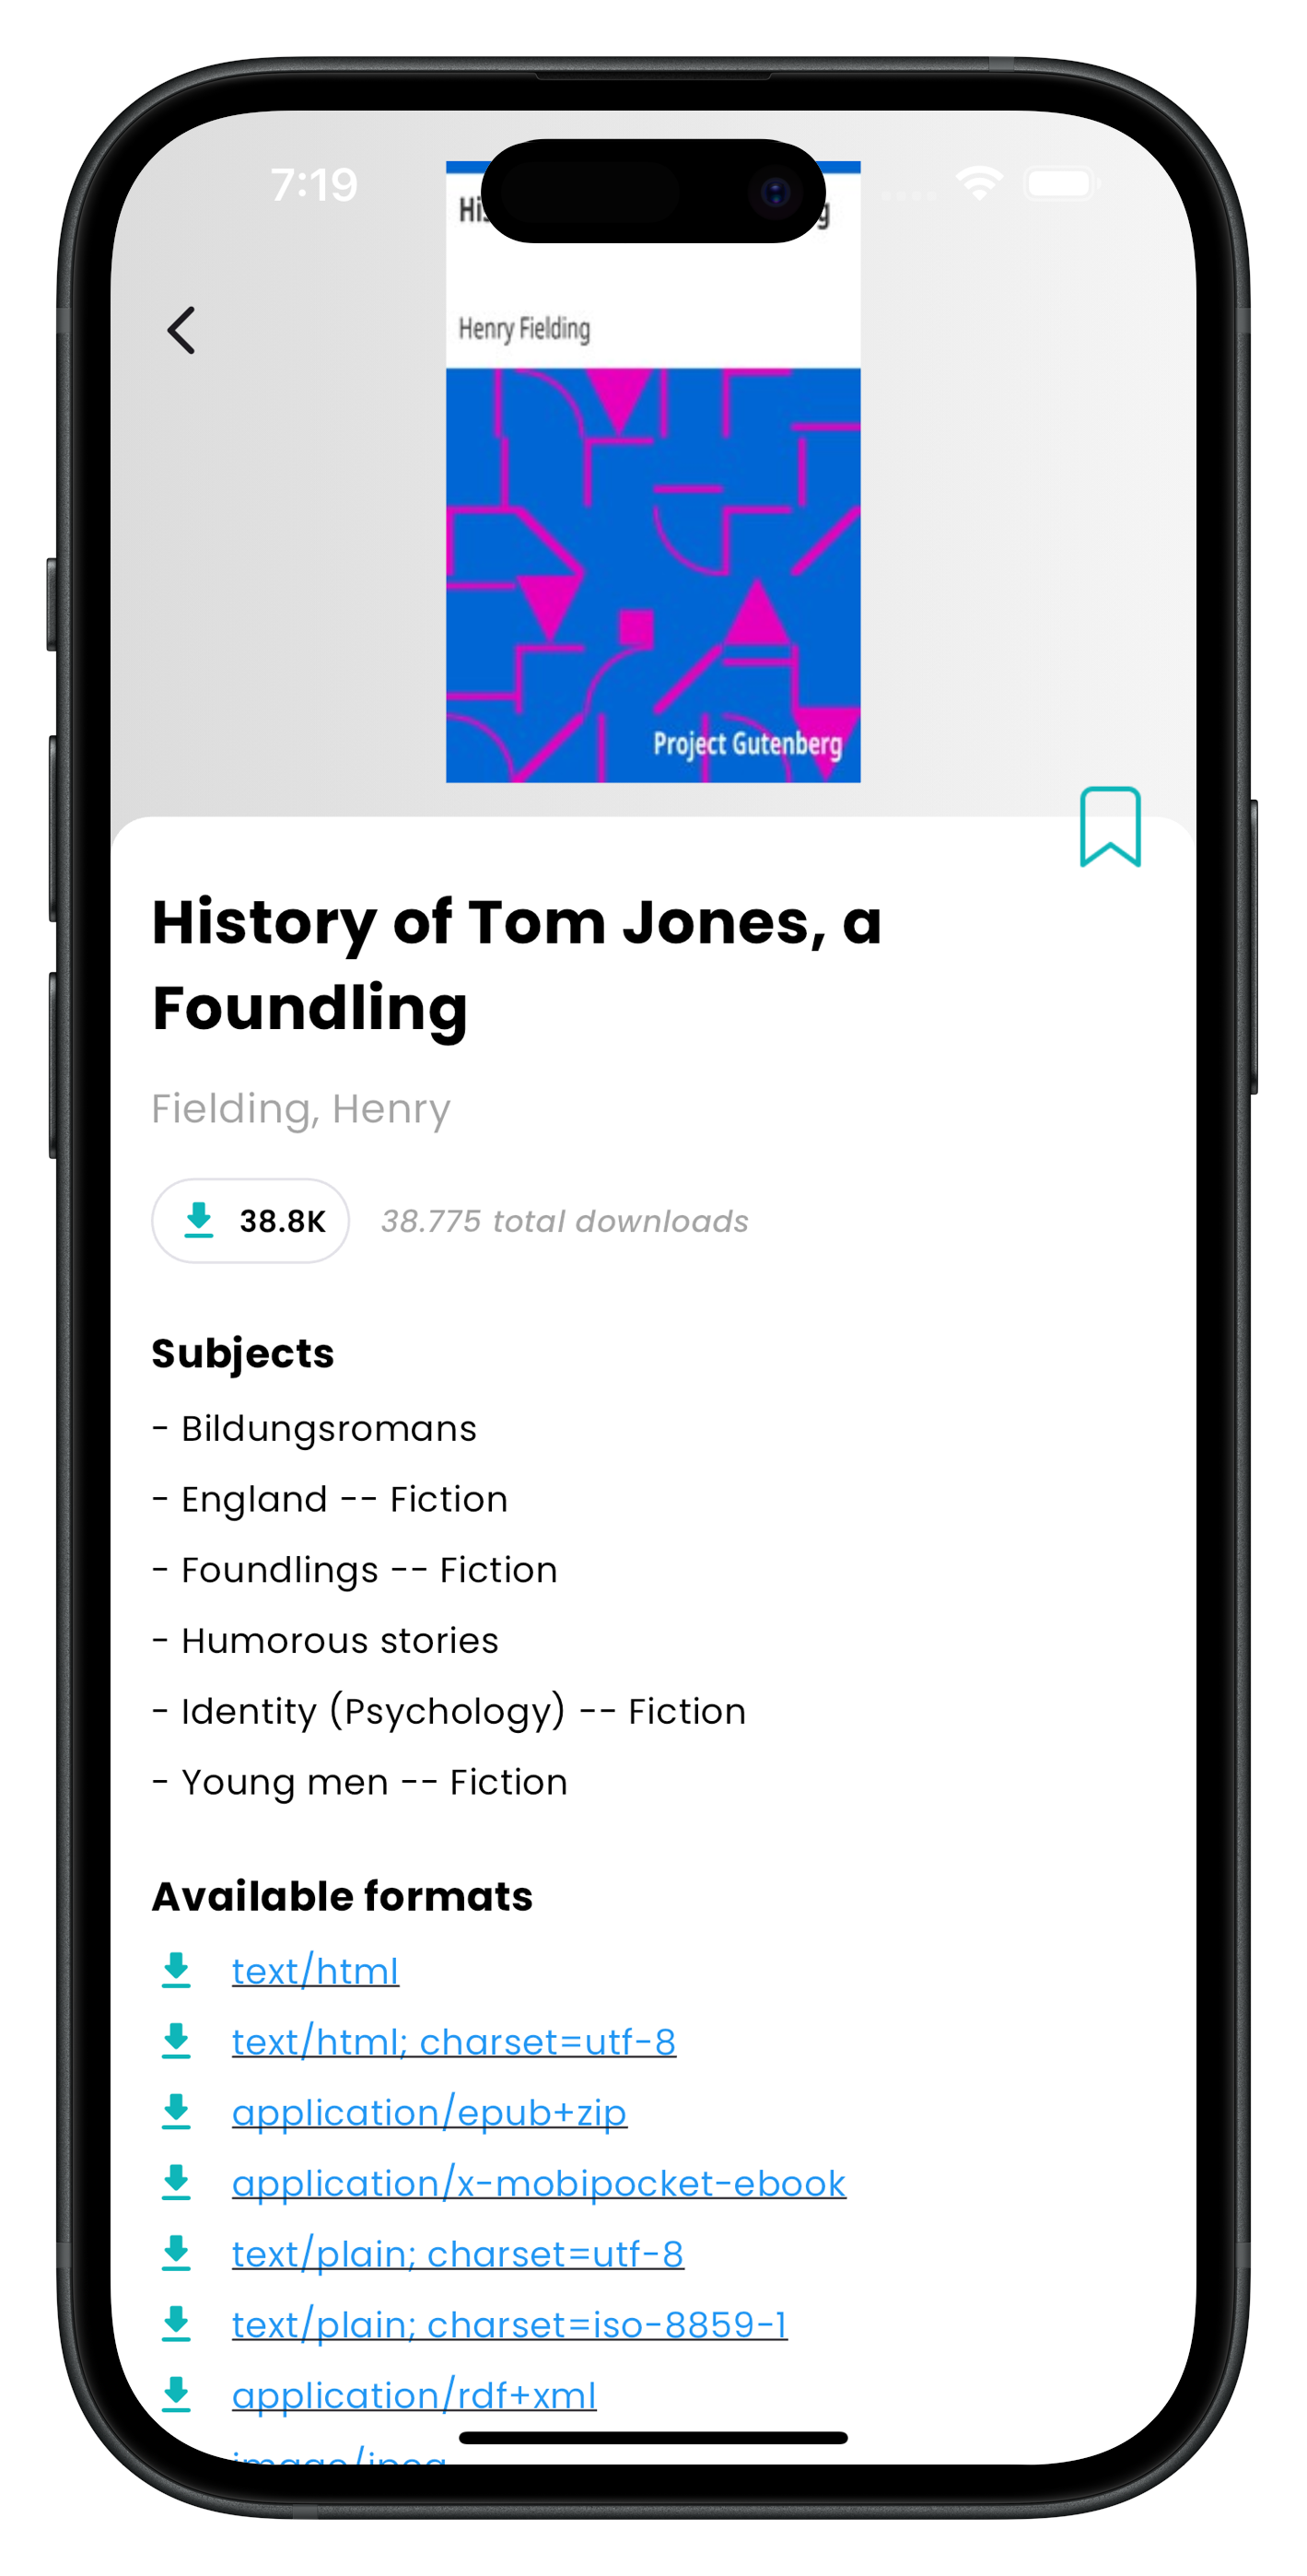 7:19
Henry Fielding
Project Gutenberg
History of Tom Jones, a
Foundling
Fielding, Henry
38.8K 38.775 total downloads
Subjects
- Bildungsromans
- England -- Fiction
- Foundlings -- Fiction
- Humorous stories
- Identity (Psychology) -- Fiction
- Young men -- Fiction
Available formats
text/html
text/html; charset=utf-8
application/epub+zip
application/x-mobipocket-ebook
text/plain; charset=utf-8
text/plain; charset=iso-8859-1
application/rdf+xml